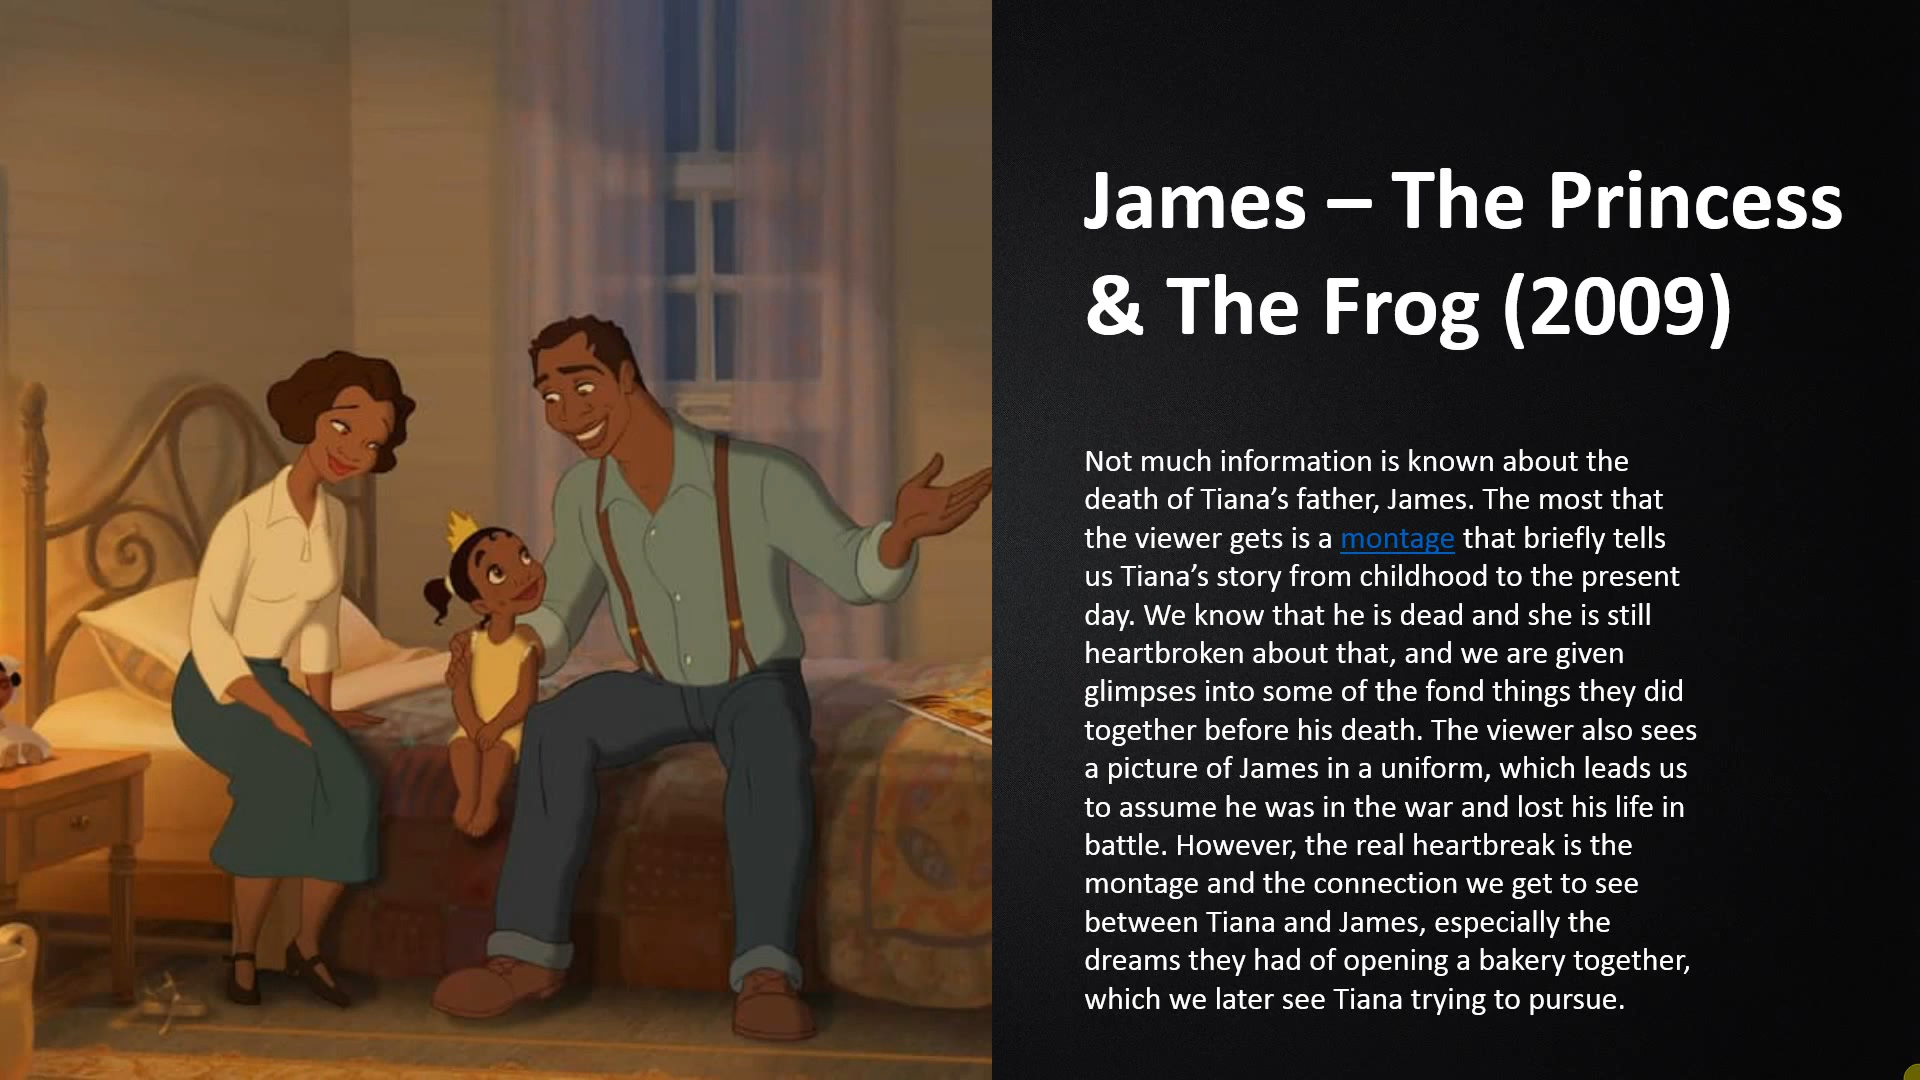 James – The Princess
& The Frog (2009)
Not much information is known about the
death of Tiana’s father, James. The most that
the viewer gets is a montage that briefly tells
us Tiana’s story from childhood to the present
day. We know that he is dead and she is still
heartbroken about that, and we are given
glimpses into some of the fond things they did
together before his death. The viewer also sees
a picture of James in a uniform, which leads us
to assume he was in the war and lost his life in
battle. However, the real heartbreak is the
montage and the connection we get to see
between Tiana and James, especially the
dreams they had of opening a bakery together,
which we later see Tiana trying to pursue.